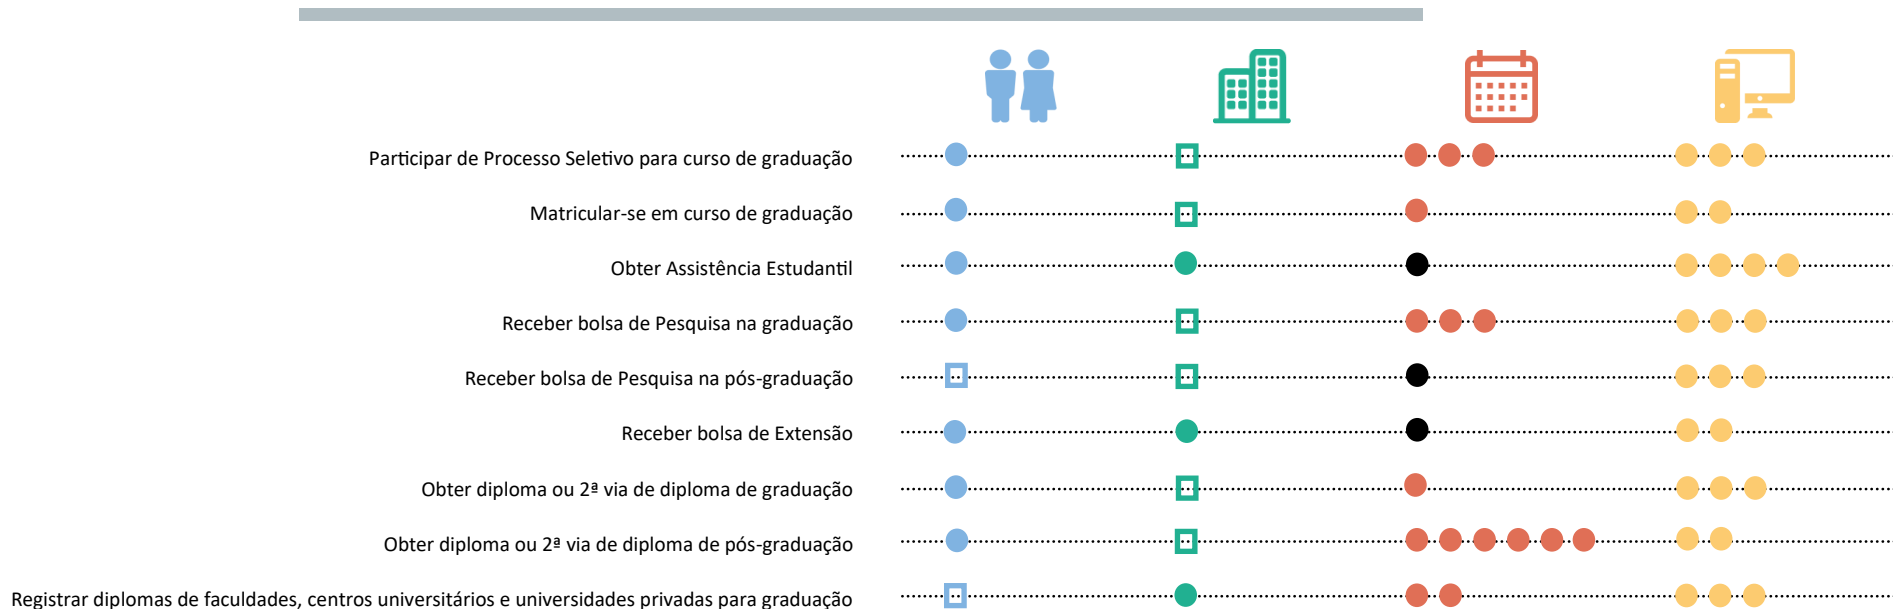 Participar de Processo Seletivo para curso de graduação
Matricular-se em curso de graduação
Obter Assistência Estudantil
Receber bolsa de Pesquisa na graduação
Receber bolsa de Pesquisa na pós-graduação
Receber bolsa de Extensão
Obter diploma ou 2ª via de diploma de graduação
Obter diploma ou 2ª via de diploma de pós-graduação
Registrar diplomas de faculdades, centros universitários e universidades privadas para graduação